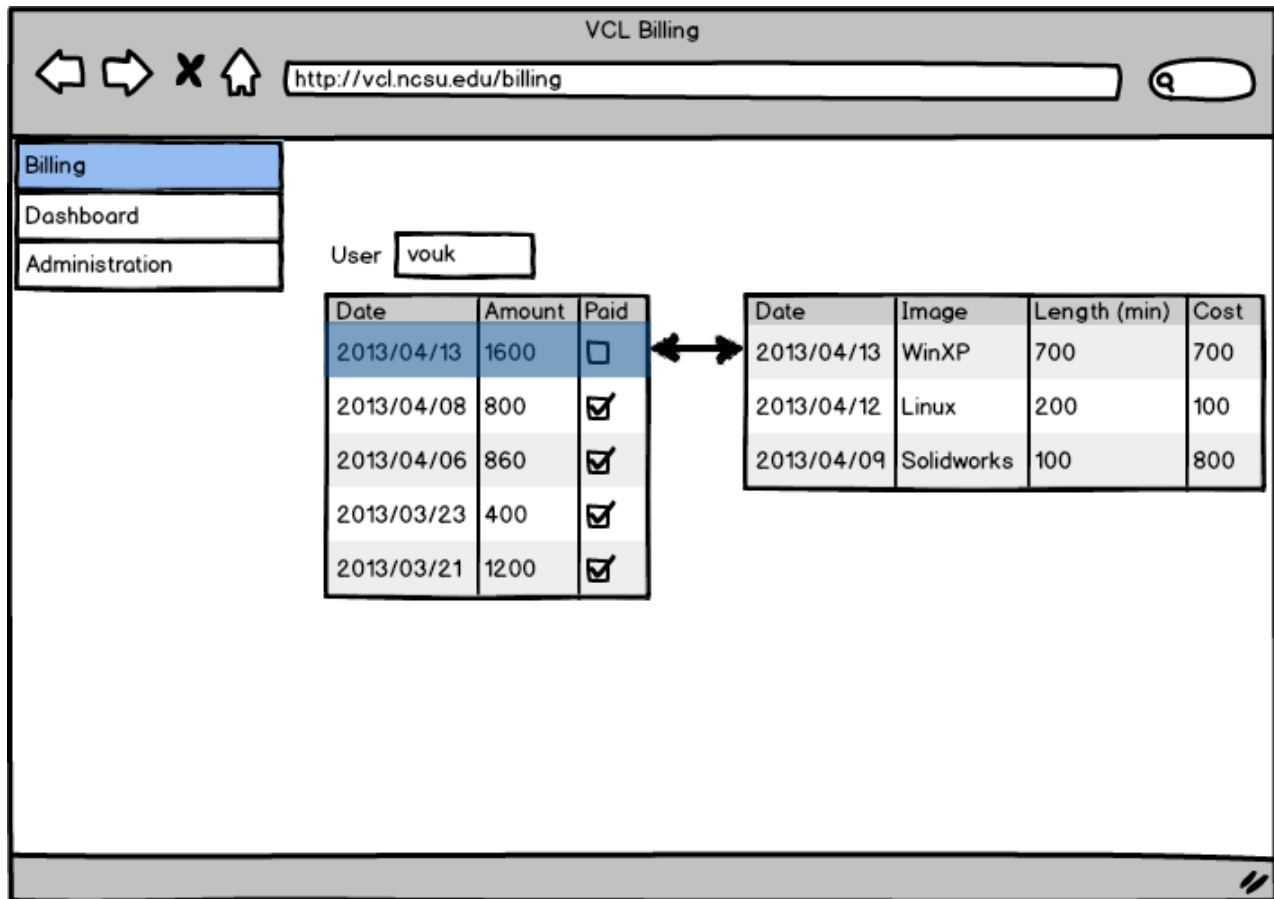 VCL Billing
http://vcl.ncsu.edu/billing
Billing
Dashboard
Administration
User vouk
Date Amount Paid
2013/04/13 1600
2013/04/08 800
2013/04/06 860
2013/03/23 400
2013/03/21 1200
Date Image Length (min) Cost
2013/04/13 WinXP 700 700
2013/04/12 Linux 200 100
2013/04/09 Solidworks 100 800